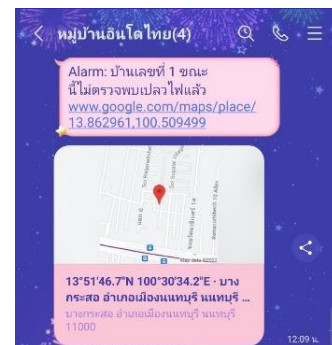 หมู่บ้านอินโดไทย(4)
Alarm: บ้านเลขที่ 1 ขณะ
นี้ไม่ตรวจพบเปลวไฟแล้ว
www.google.com/maps/place/
13.862961,100.509499
13°51'46.7"N 100°30'34.2"E · บาง
กระสอ อำเภอเมืองนนทบุรี นนทบุรี ...
บางกระสอ อำเภอเมืองนนทบุรี นนทบุรี
11000
12:09 น.